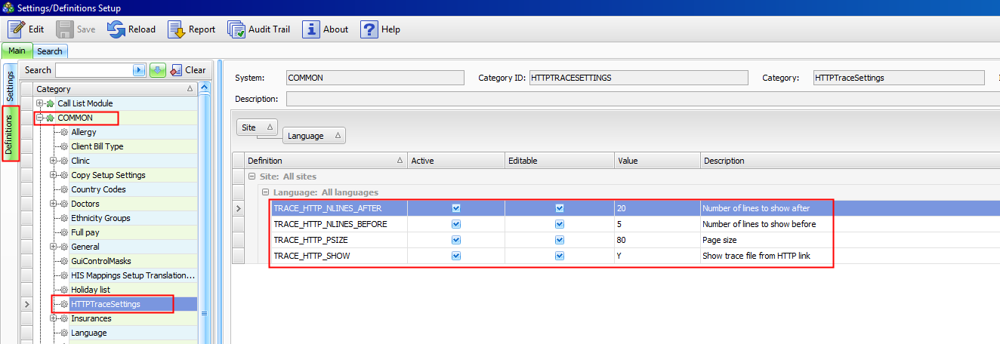 Settings/Definitions Setup
Edit Save Reload Report Audit Trail About Help
Main Search
Settings
Definitions
Search Clear
Category
Call List Module
COMMON
Allergy
Client Bill Type
Clinic
Copy Setup Settings
Country Codes
Doctors
Ethnicity Groups
Full pay
General
GuiControlMasks
HIS Mappings Setup Translation...
Holiday list
HTTPTraceSettings
Insurances
Language
System: COMMON Category ID: HTTPTRACESETTINGS Category: HTTPTraceSettings
Description:
Site
Language
Definition Active Editable Value Description
Site: All sites
Language: All languages
TRACE_HTTP_NLINES_AFTER 20 Number of lines to show after
TRACE_HTTP_NLINES_BEFORE 5 Number of lines to show before
TRACE_HTTP_PSIZE 80 Page size
TRACE_HTTP_SHOW Y Show trace file from HTTP link